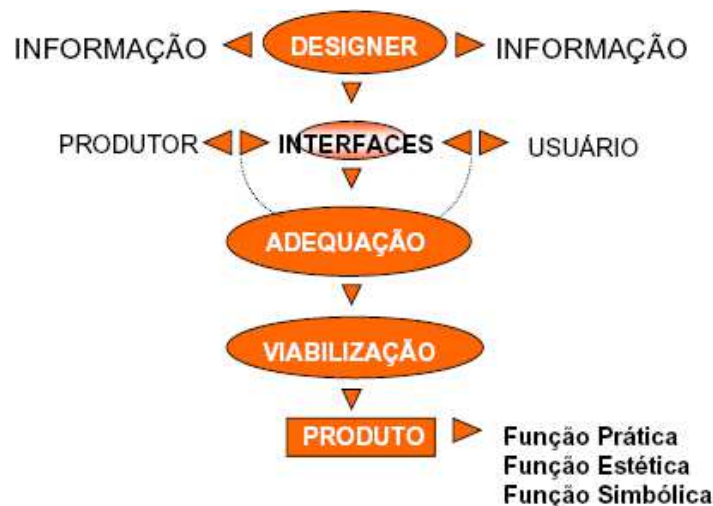 INFORMAÇÃO DESIGNER INFORMAÇÃO
PRODUTOR INTERFACES USUÁRIO
ADEQUAÇÃO
VIABILIZAÇÃO
PRODUTO
Função Prática
Função Estética
Função Simbólica